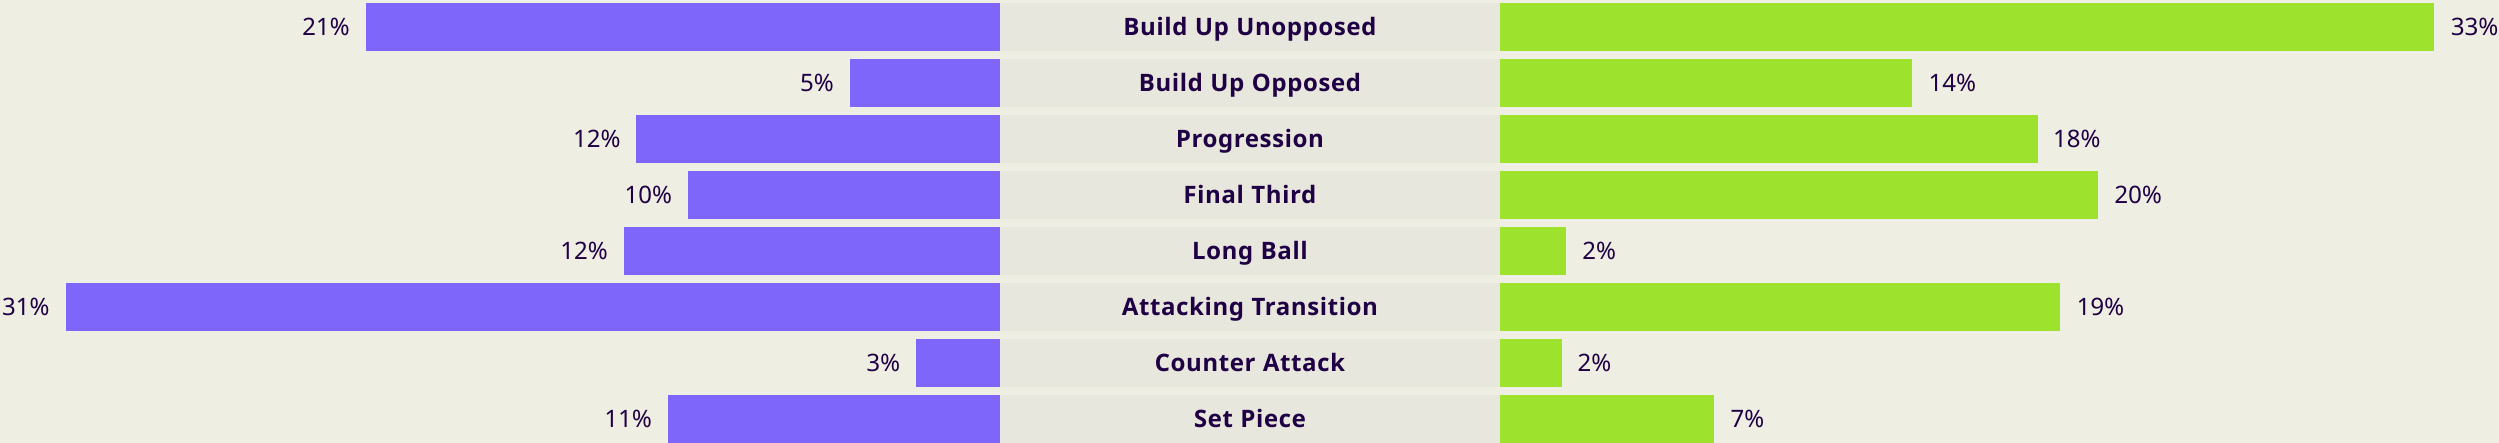 21% Build Up Unopposed 33%
5% Build Up Opposed 14%
12% Progression 18%
10% Final Third 20%
12% Long Ball 2%
31% Attacking Transition 19%
3% Counter Attack 2%
11% Set Piece 7%